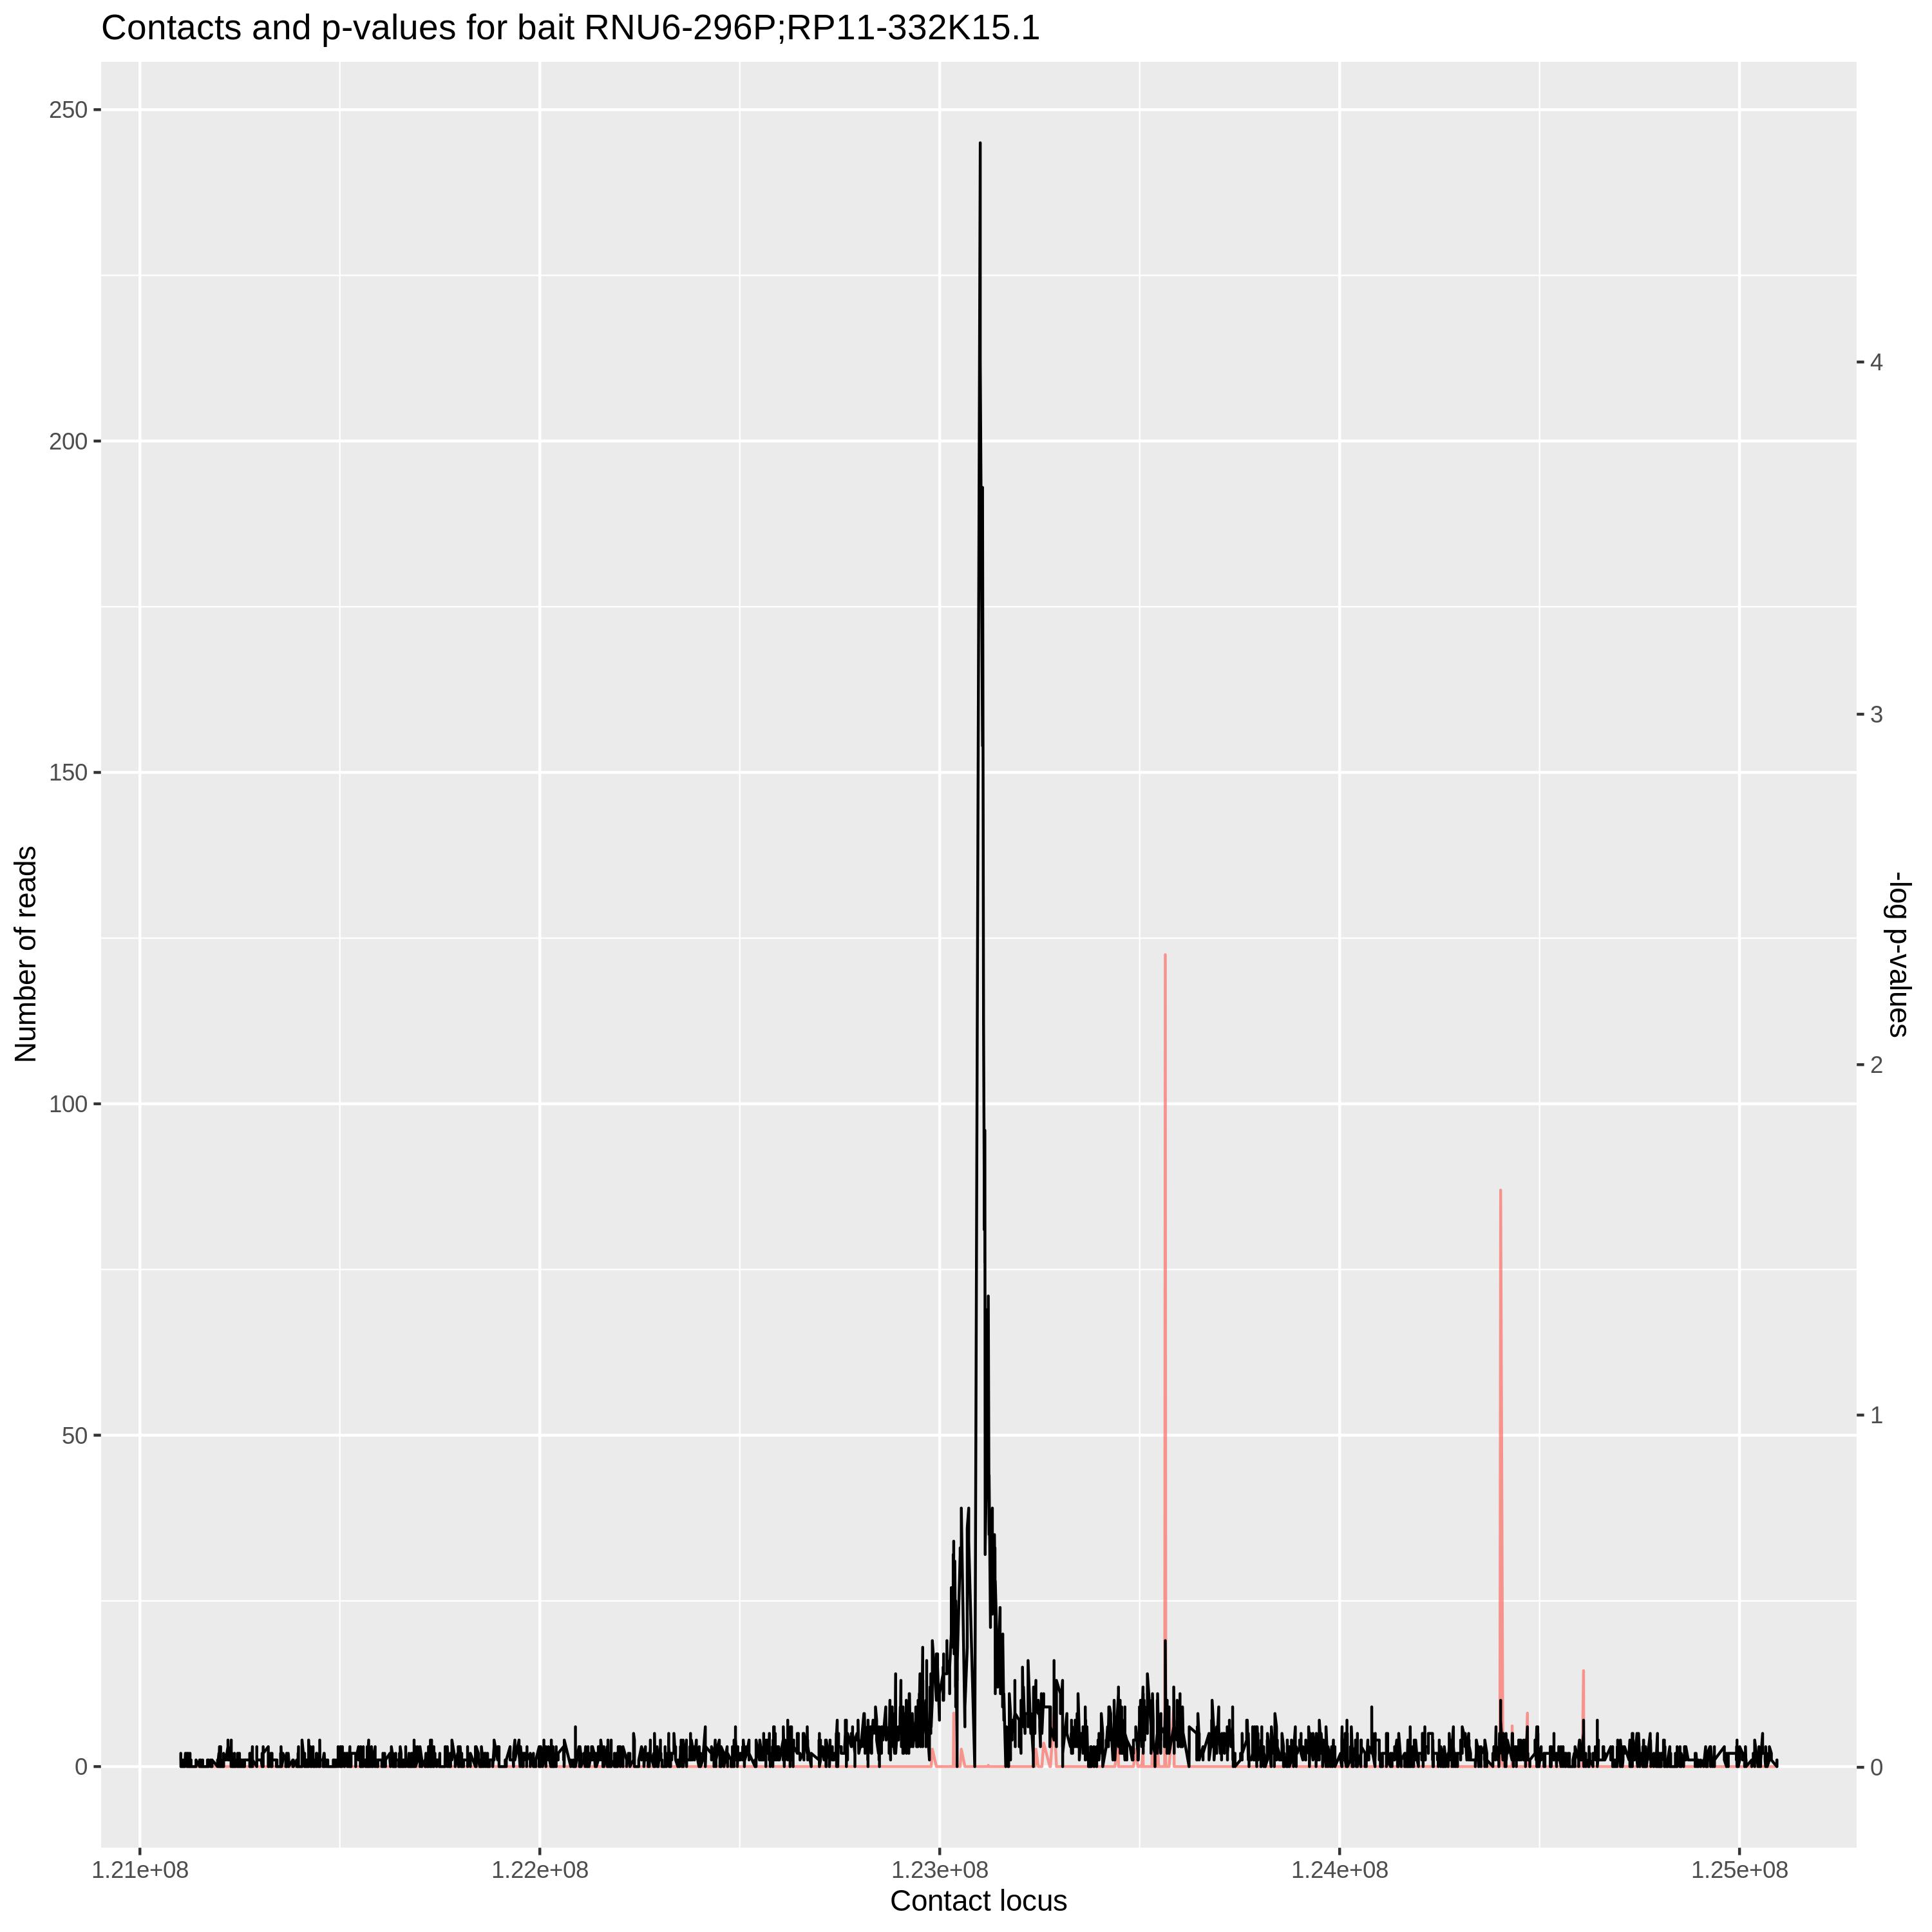 Contacts and p-values for bait RNU6-296P;RP11-332K15.1
250
200
150
100
50
0
Number of reads
4
3
2
1
0
-log p-values
1.21e+08 1.22e+08 1.23e+08 1.24e+08 1.25e+08
Contact locus